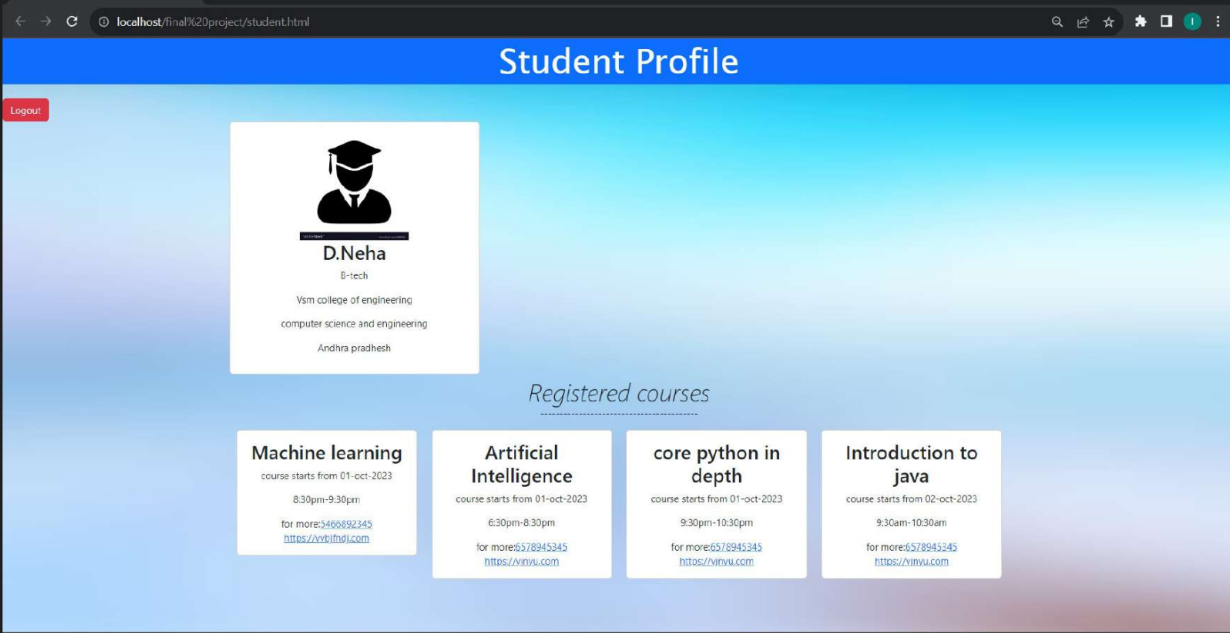 localhost/final%20project/student.html
I
Student Profile
Logout
D.Neha
B-tech
Vsm college of engineering
computer science and engineering
Andhra pradhesh
Registered courses
Machine learning
course starts from 01-oct-2023
8:30pm-9:30pm
for more:5466892345
Artificial
Intelligence
course starts from 01-oct-2023
6:30pm-8:30pm
for more:6578945345
https://vinyu.com
core python in
depth
course starts from 01-oct-2023
9:30pm-10:30pm
for more:6578945345
https://vinyu.com
Introduction to
java
course starts from 02-oct-2023
9:30am-10:30am
for more:6578945345
https://vinyu.com